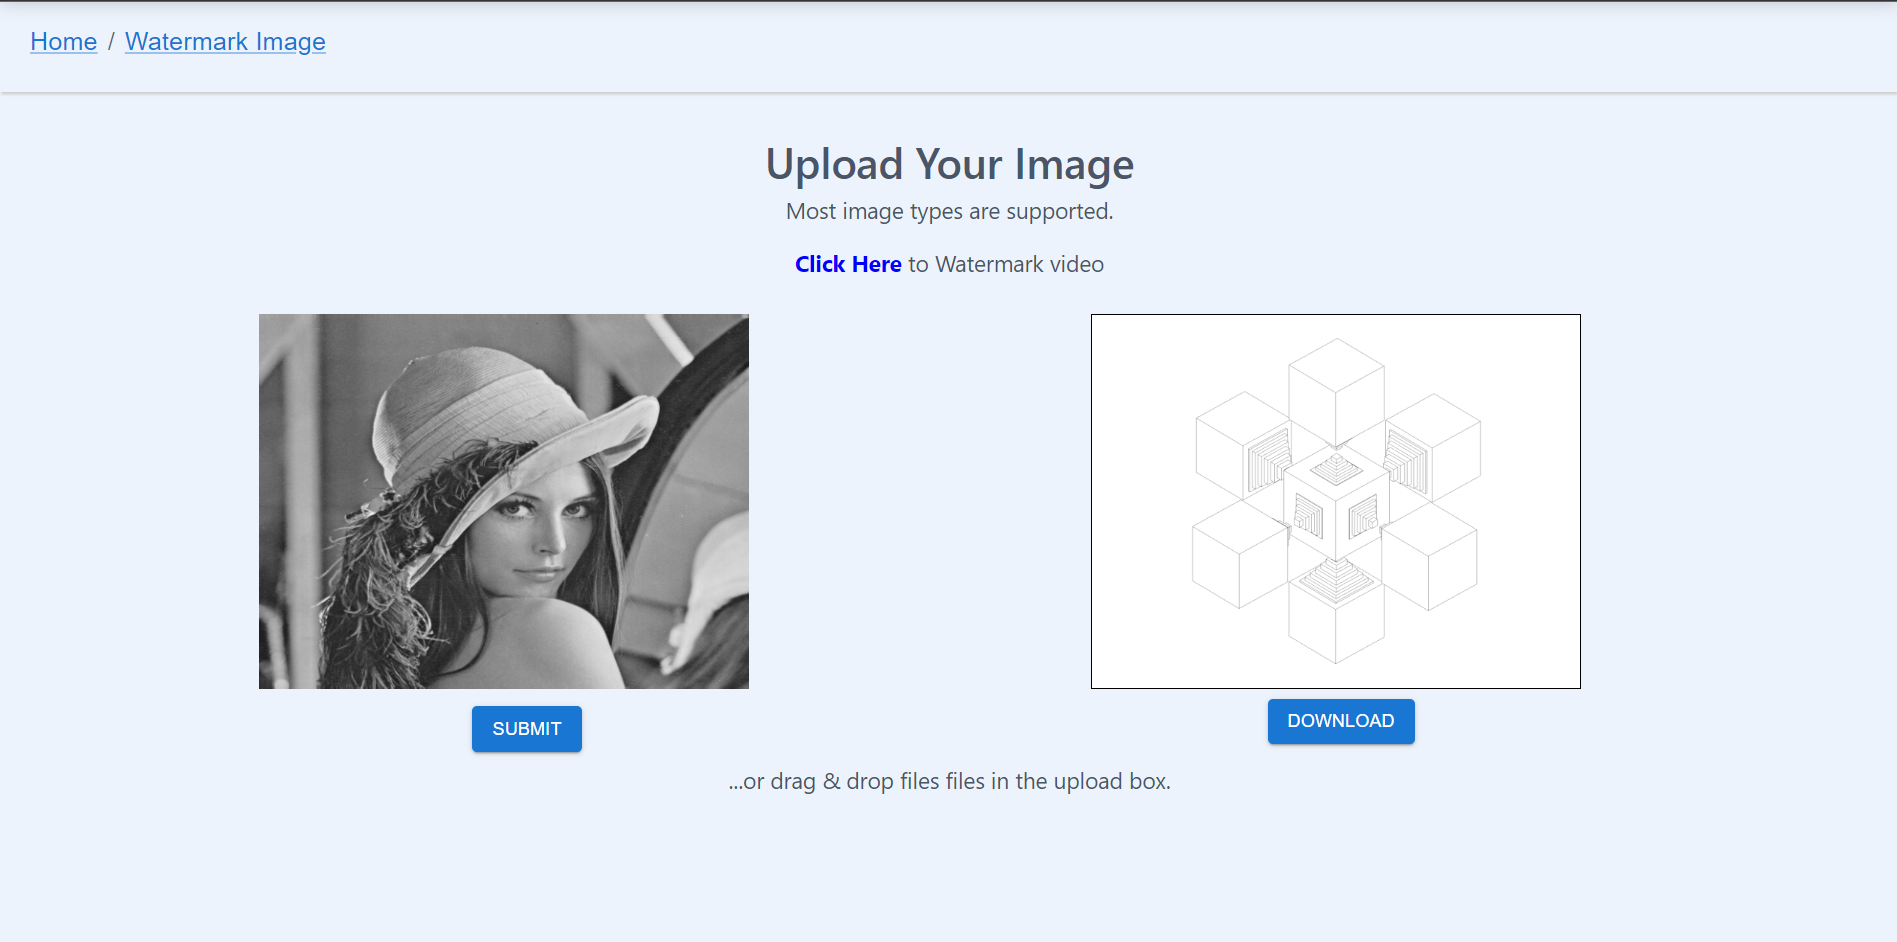 Home / Watermark Image
Upload Your Image
Most image types are supported.
Click Here to Watermark video
SUBMIT
DOWNLOAD
...or drag & drop files files in the upload box.